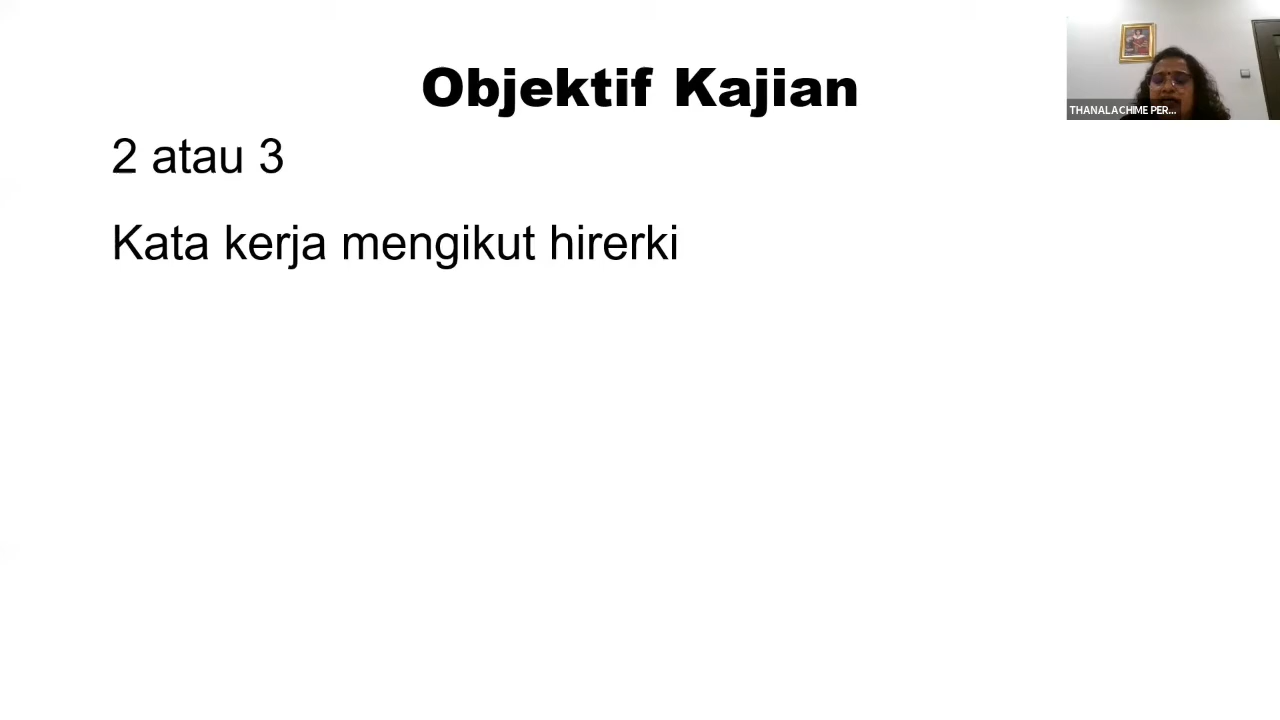 Objektif Kajian
THANALACHIME PER...
2 atau 3
Kata kerja mengikut hirerki